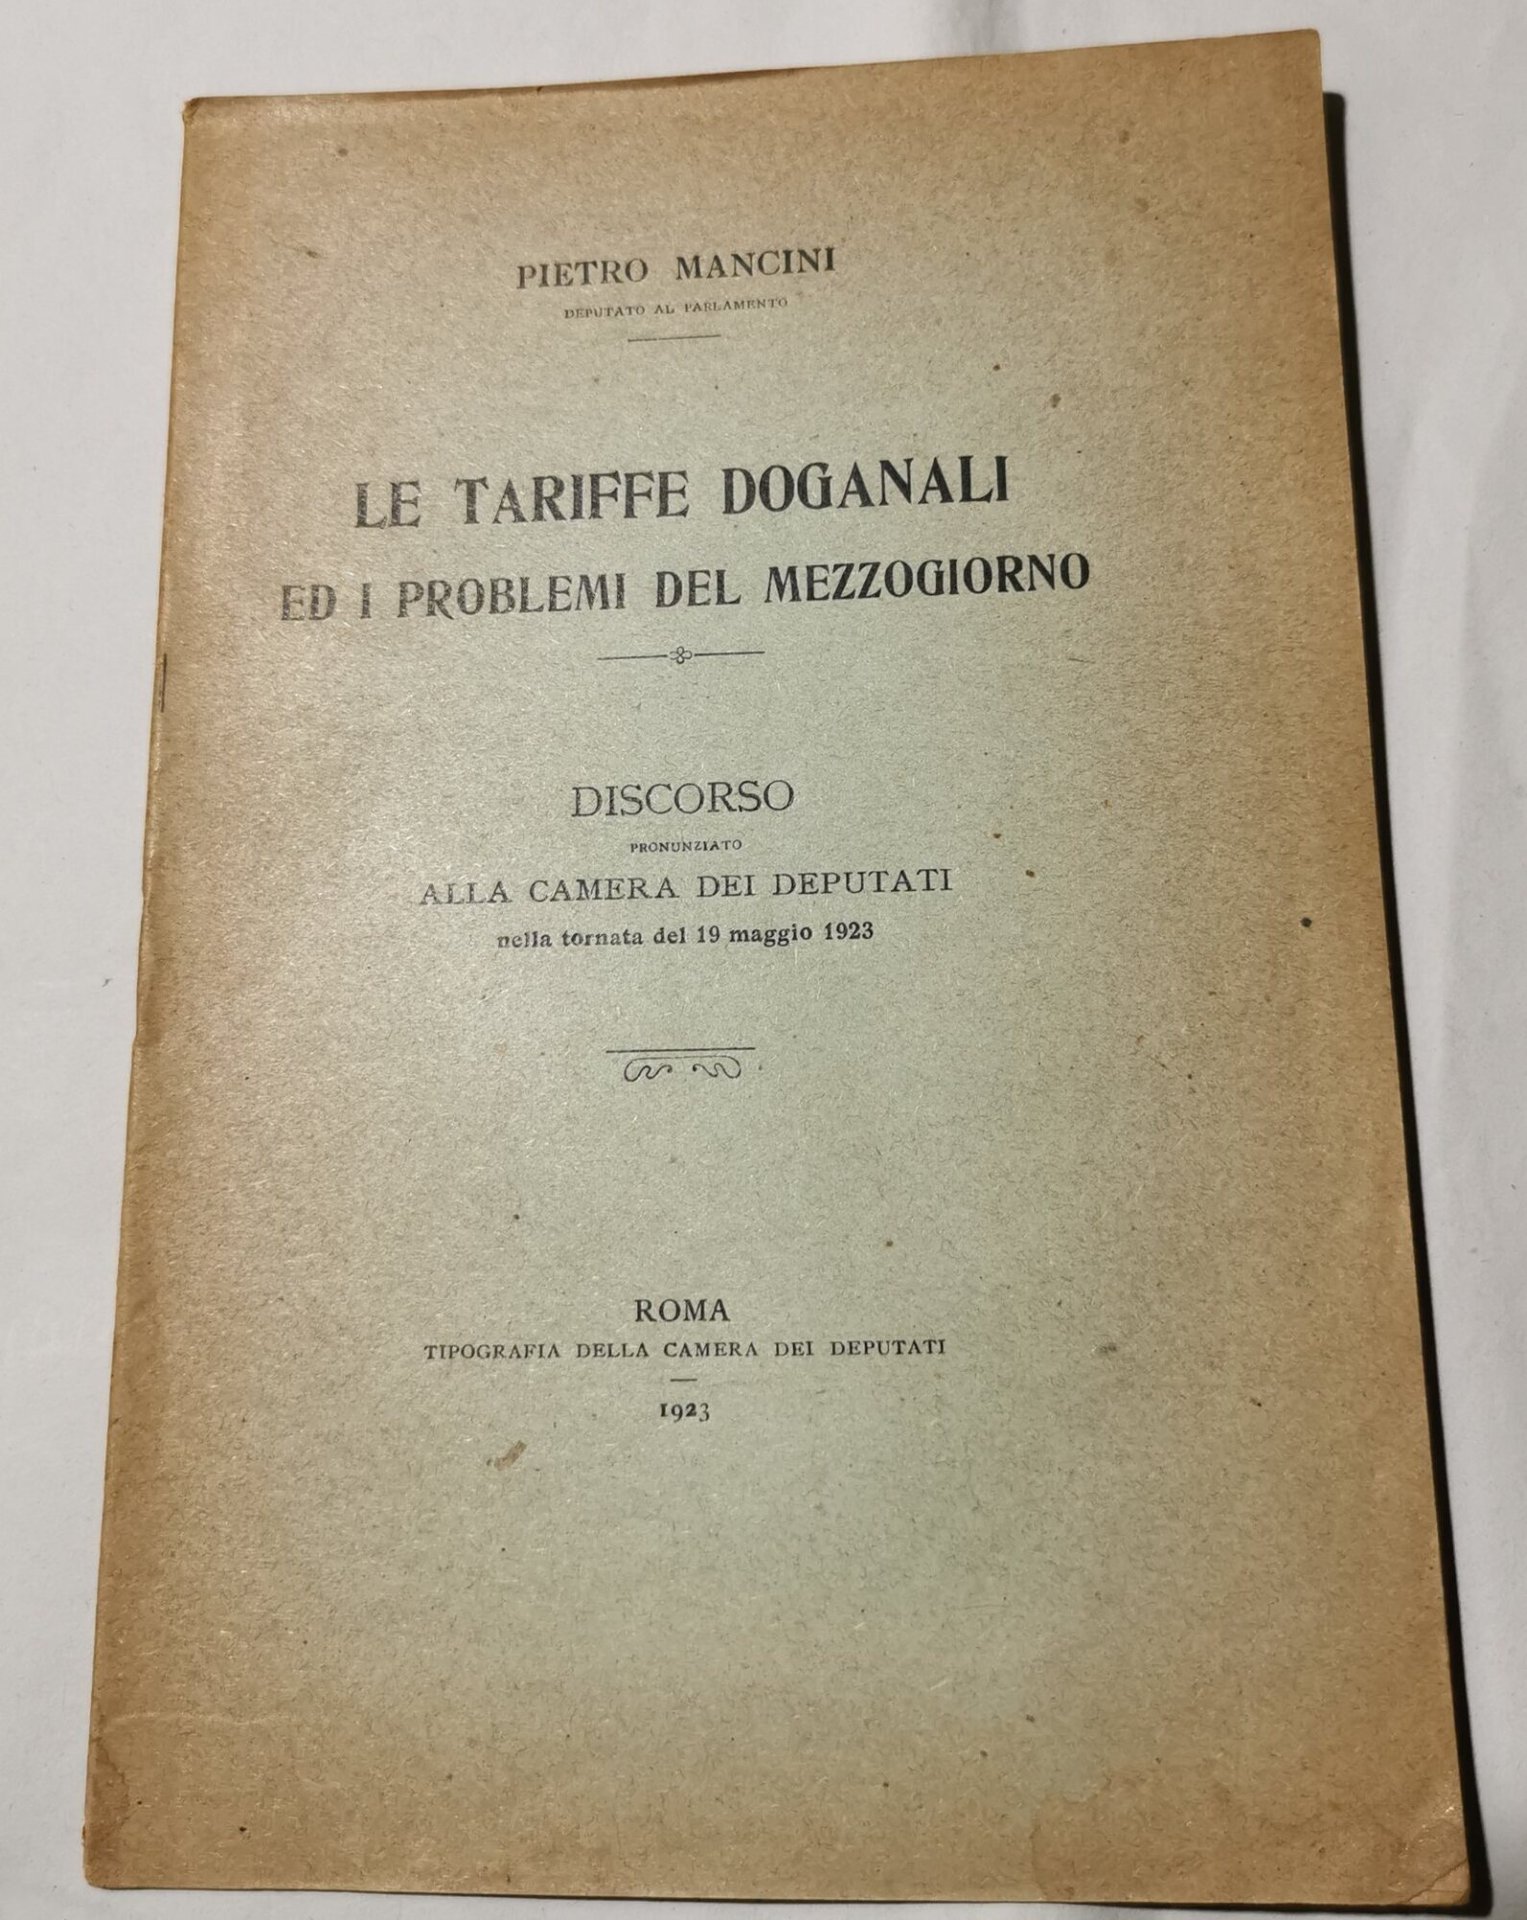 PIETRO MANCINI
DEPUTATO AL PARLAMENTO
LE TARIFFE DOGANALI
ED I PROBLEMI DEL MEZZOGIORNO
DISCORSO
PRONUNZIATO
ALLA CAMERA DEI DEPUTATI
nella tornata del 19 maggio 1923
ROMA
TIPOGRAFIA DELLA CAMERA DEI DEPUTATI
1923